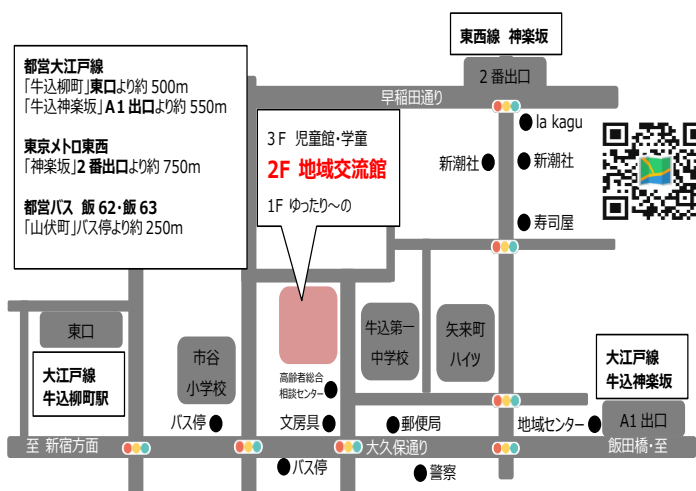 都営大江戸線
「牛込柳町」東口より約 500m
「牛込神楽坂」A1出口より約 550m
東京メトロ東西
「神楽坂」2番出口より約 750m
都営バス 飯62・飯63
「山伏町」バス停より約 250m
東西線 神楽坂
2番出口
早稲田通り
la kagu
新潮社
新潮社
寿司屋
3F 児童館・学童
2F 地域交流館
1F ゆったり~の
東口
大江戸線
牛込柳町駅
市谷
小学校
高齢者総合
相談センター
牛込第一
中学校
矢来町
ハイツ
大江戸線
牛込神楽坂
A1出口
バス停
文房具
郵便局
地域センター
至 新宿方面
大久保通り
飯田橋・至
バス停
警察